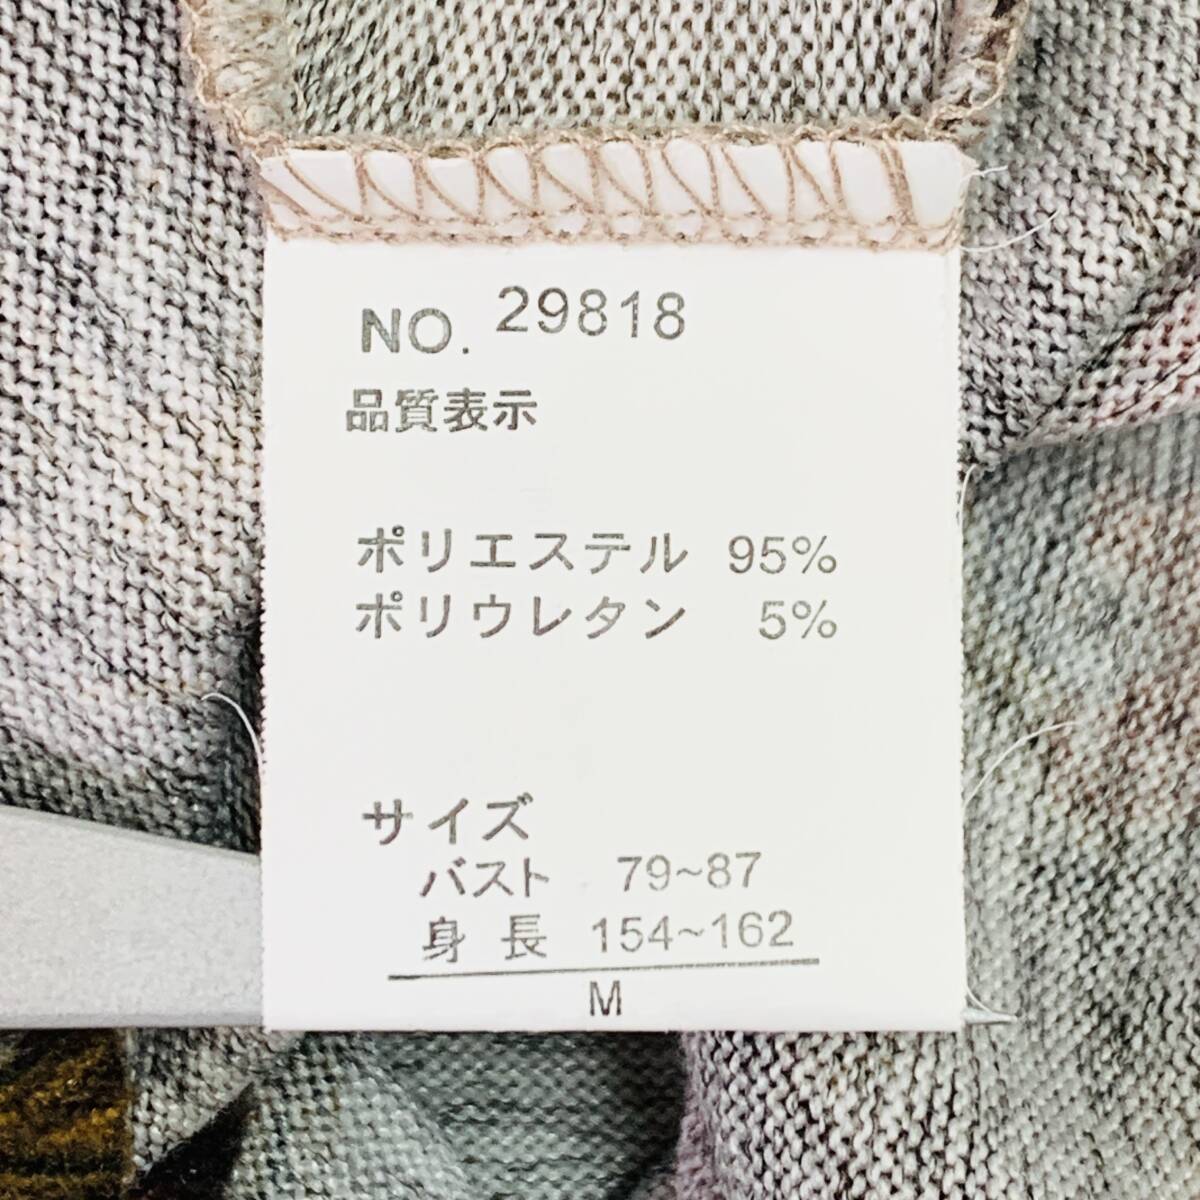 NO. 29818
品質表示
ポリエステル 95%
ポリウレタン 5%
サイズ
バスト 79~87
身長 154~162
M